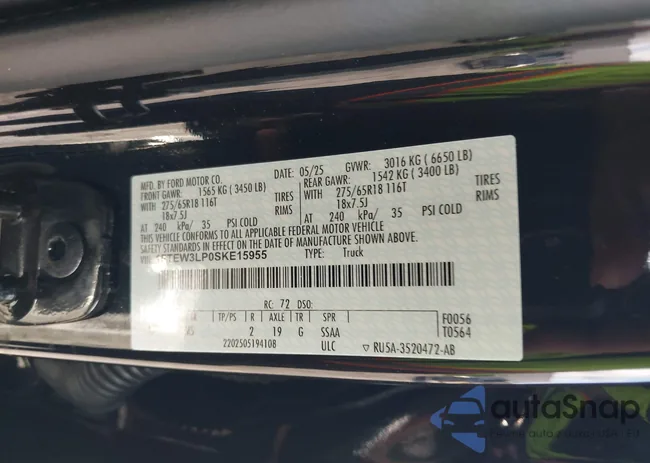 MFD. BY FORD MOTOR CO.
DATE: 05/25 GVWR: 3016 KG ( 6650 LB)
FRONT GAWR: 1565 KG ( 3450 LB)
REAR GAWR: 1542 KG ( 3400 LB)
WITH 275/65R18 116T TIRES
WITH 275/65R18 116T TIRES
18x7.5J RIMS
18x7.5J RIMS
AT 240 kPa/ 35 PSI COLD
AT 240 kPa/ 35 PSI COLD
THIS VEHICLE CONFORMS TO ALL APPLICABLE FEDERAL MOTOR VEHICLE
SAFETY STANDARDS IN EFFECT ON THE DATE OF MANUFACTURE SHOWN ABOVE.
VIN: 1FTEW3LP0SKE15955 TYPE: Truck
RC: 72 DSO:
TP/PS R AXLE TR SPR F0056
2 19 G SSAA T0564
2202505194108 ULC RU5A-3520472-AB
autoSnap